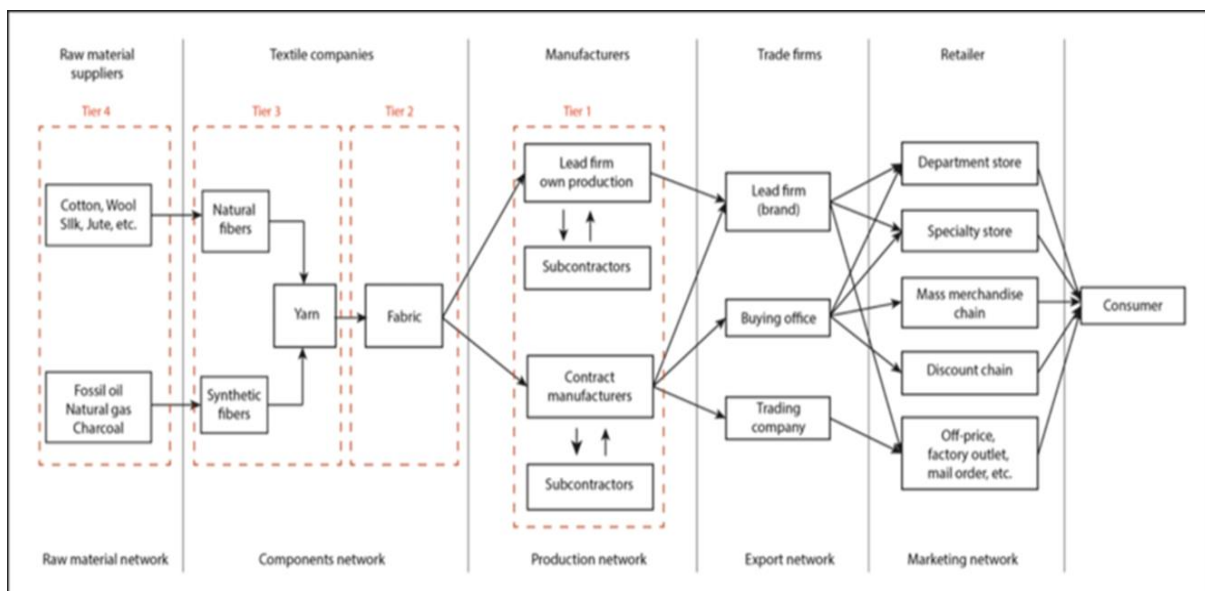 Raw material
suppliers
Textile companies
Manufacturers
Trade firms
Retailer
Tier 4
Tier 3
Tier 2
Tier 1
Cotton, Wool
SIlk, Jute, etc.
Fossil oil
Natural gas
Charcoal
Natural
fibers
Synthetic
fibers
Yarn
Fabric
Lead firm
own production
Subcontractors
Contract
manufacturers
Subcontractors
Lead firm
(brand)
Buying office
Trading
company
Department store
Specialty store
Mass merchandise
chain
Discount chain
Off-price,
factory outlet,
mail order, etc.
Consumer
Raw material network
Components network
Production network
Export network
Marketing network